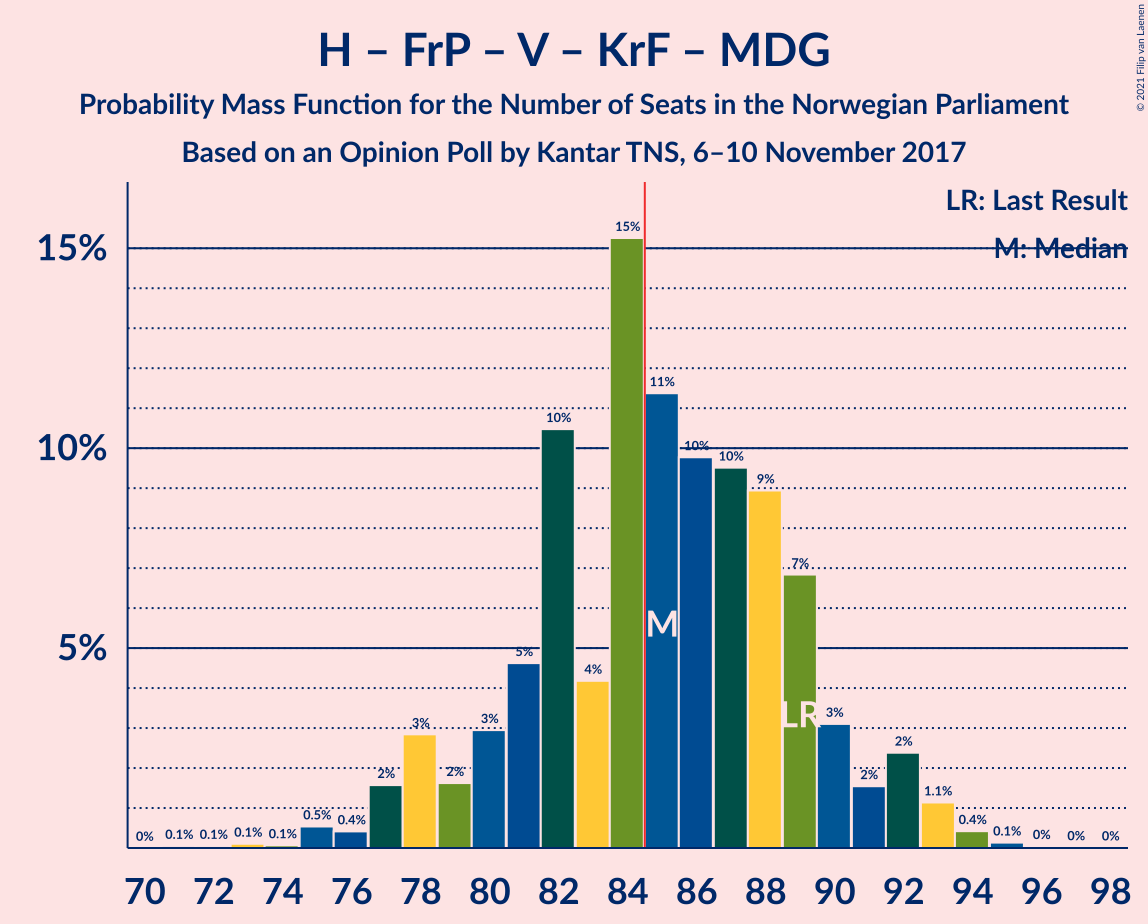 H – FrP – V – KrF – MDG
Probability Mass Function for the Number of Seats in the Norwegian Parliament
Based on an Opinion Poll by Kantar TNS, 6–10 November 2017
© 2021 Filip van Laenen
LR: Last Result
M: Median
15%
10%
5%
0% 0.1% 0.1% 0.1% 0.1% 0.5% 0.4% 2% 3% 2% 3% 5% 10% 4% 15% 11% 10% 10% 9% 7% 3% 2% 2% 1.1% 0.4% 0.1% 0% 0% 0%
M
LR
70 72 74 76 78 80 82 84 86 88 90 92 94 96 98